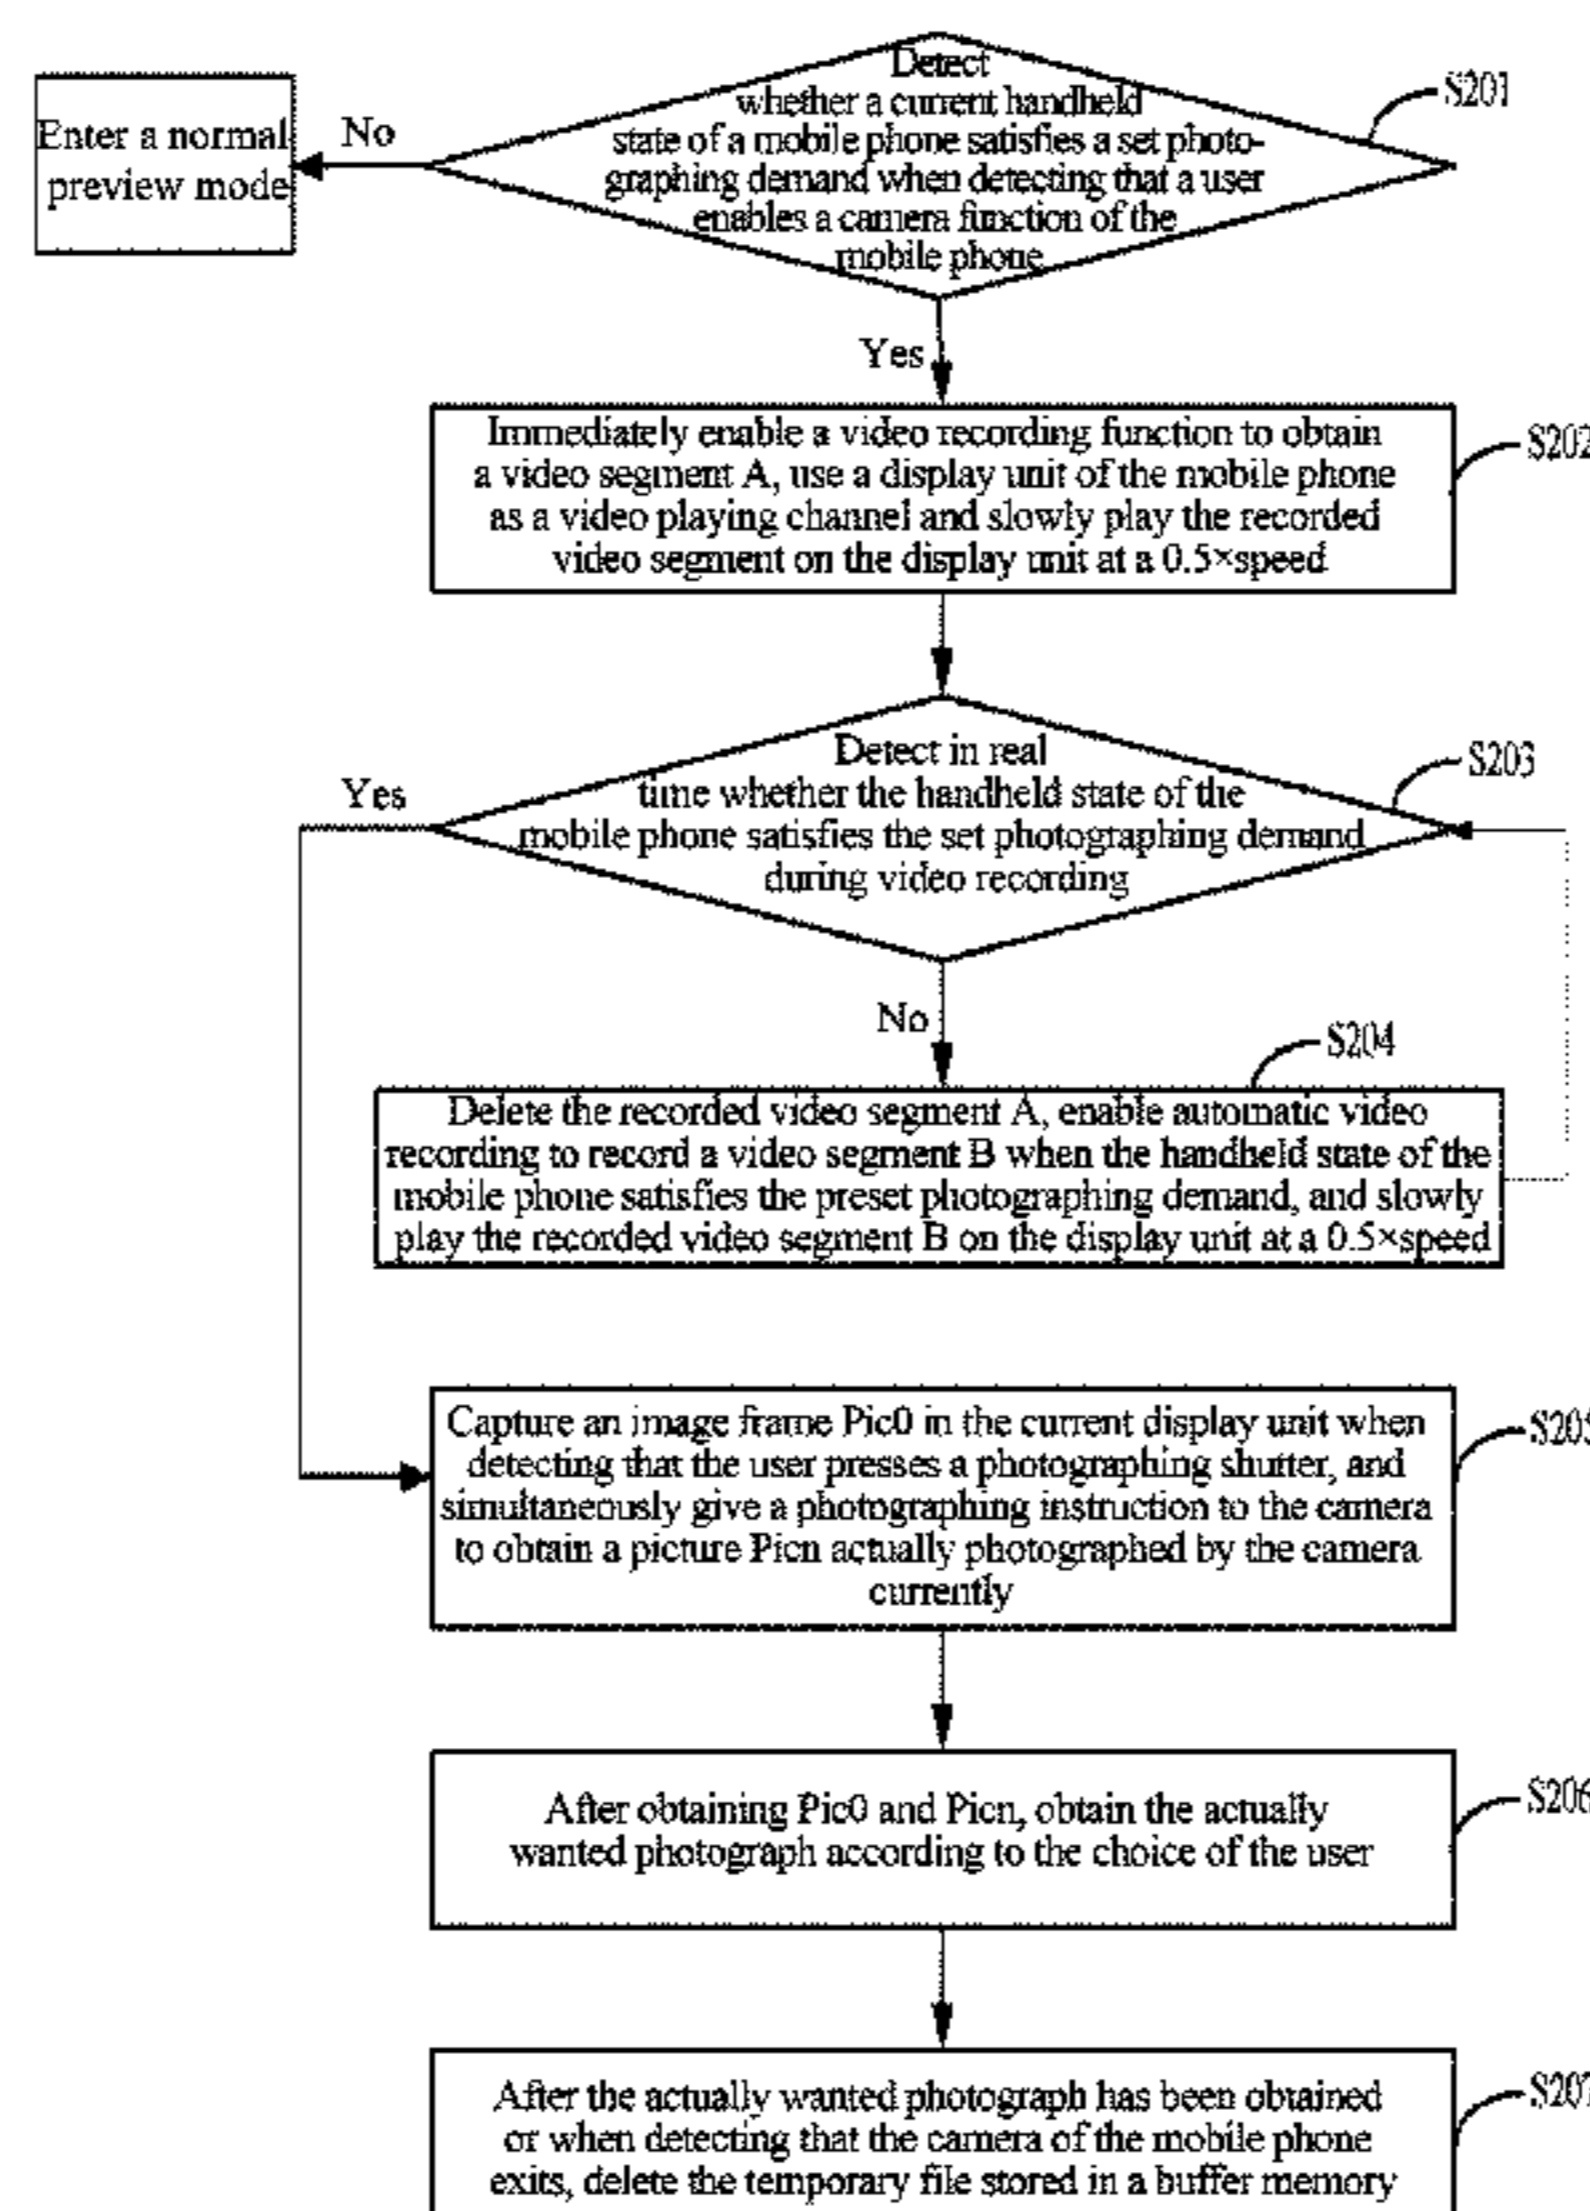 Detect
whether a current handheld
state of a mobile phone satisfies a set photo-
graphing demand when detecting that a user
enables a camera function of the
mobile phone
S201
No
Enter a normal
preview mode
Yes
Immediately enable a video recording function to obtain
a video segment A, use a display unit of the mobile phone
as a video playing channel and slowly play the recorded
video segment on the display unit at a 0.5×speed
S202
Detect in real
time whether the handheld state of the
mobile phone satisfies the set photographing demand
during video recording
S203
Yes
No
S204
Delete the recorded video segment A, enable automatic video
recording to record a video segment B when the handheld state of the
mobile phone satisfies the preset photographing demand, and slowly
play the recorded video segment B on the display unit at a 0.5×speed
Capture an image frame Pic0 in the current display unit when
detecting that the user presses a photographing shutter, and
simultaneously give a photographing instruction to the camera
to obtain a picture Picn actually photographed by the camera
currently
S205
After obtaining Pic0 and Picn, obtain the actually
wanted photograph according to the choice of the user
S206
After the actually wanted photograph has been obtained
or when detecting that the camera of the mobile phone
exits, delete the temporary file stored in a buffer memory
S207